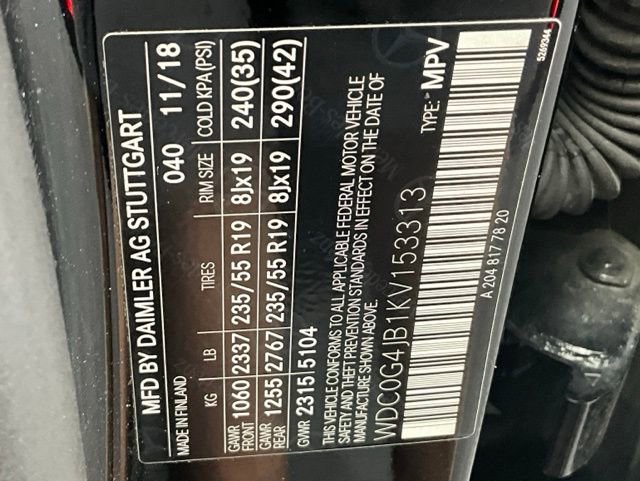 MFD BY DAIMLER AG STUTTGART
MADE IN FINLAND 040 11/18
KG LB TIRES RIM SIZE COLD KPA(PSI)
GAWR FRONT 1060 2337 235/55 R19 8Jx19 240(35)
GAWR REAR 1255 2767 235/55 R19 8Jx19 290(42)
GVWR 2315 5104
THIS VEHICLE CONFORMS TO ALL APPLICABLE FEDERAL MOTOR VEHICLE
SAFETY AND THEFT PREVENTION STANDARDS IN EFFECT ON THE DATE OF
MANUFACTURE SHOWN ABOVE.
WDC0G4JB1KV153313 TYPE: MPV
A 204 817 78 20
5269344